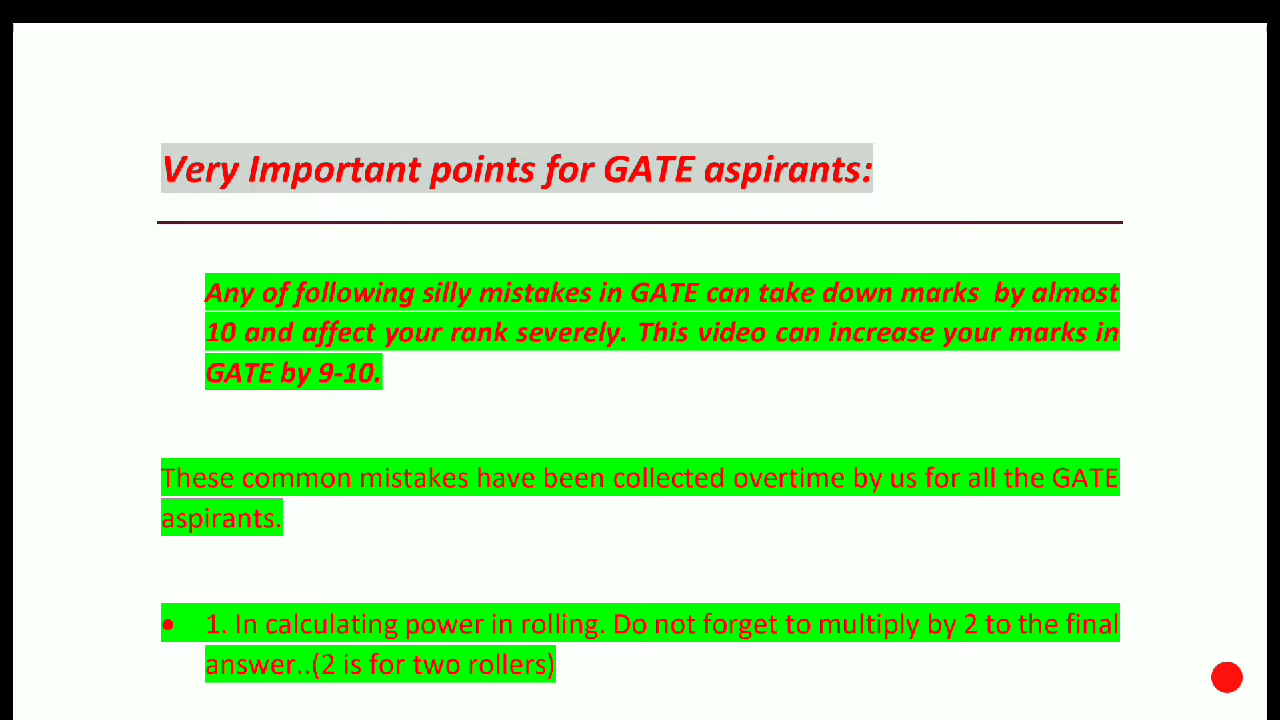 Very Important points for GATE aspirants:
Any of following silly mistakes in GATE can take down marks by almost
10 and affect your rank severely. This video can increase your marks in
GATE by 9-10.
These common mistakes have been collected overtime by us for all the GATE
aspirants.
• 1. In calculating power in rolling. Do not forget to multiply by 2 to the final
answer..(2 is for two rollers)